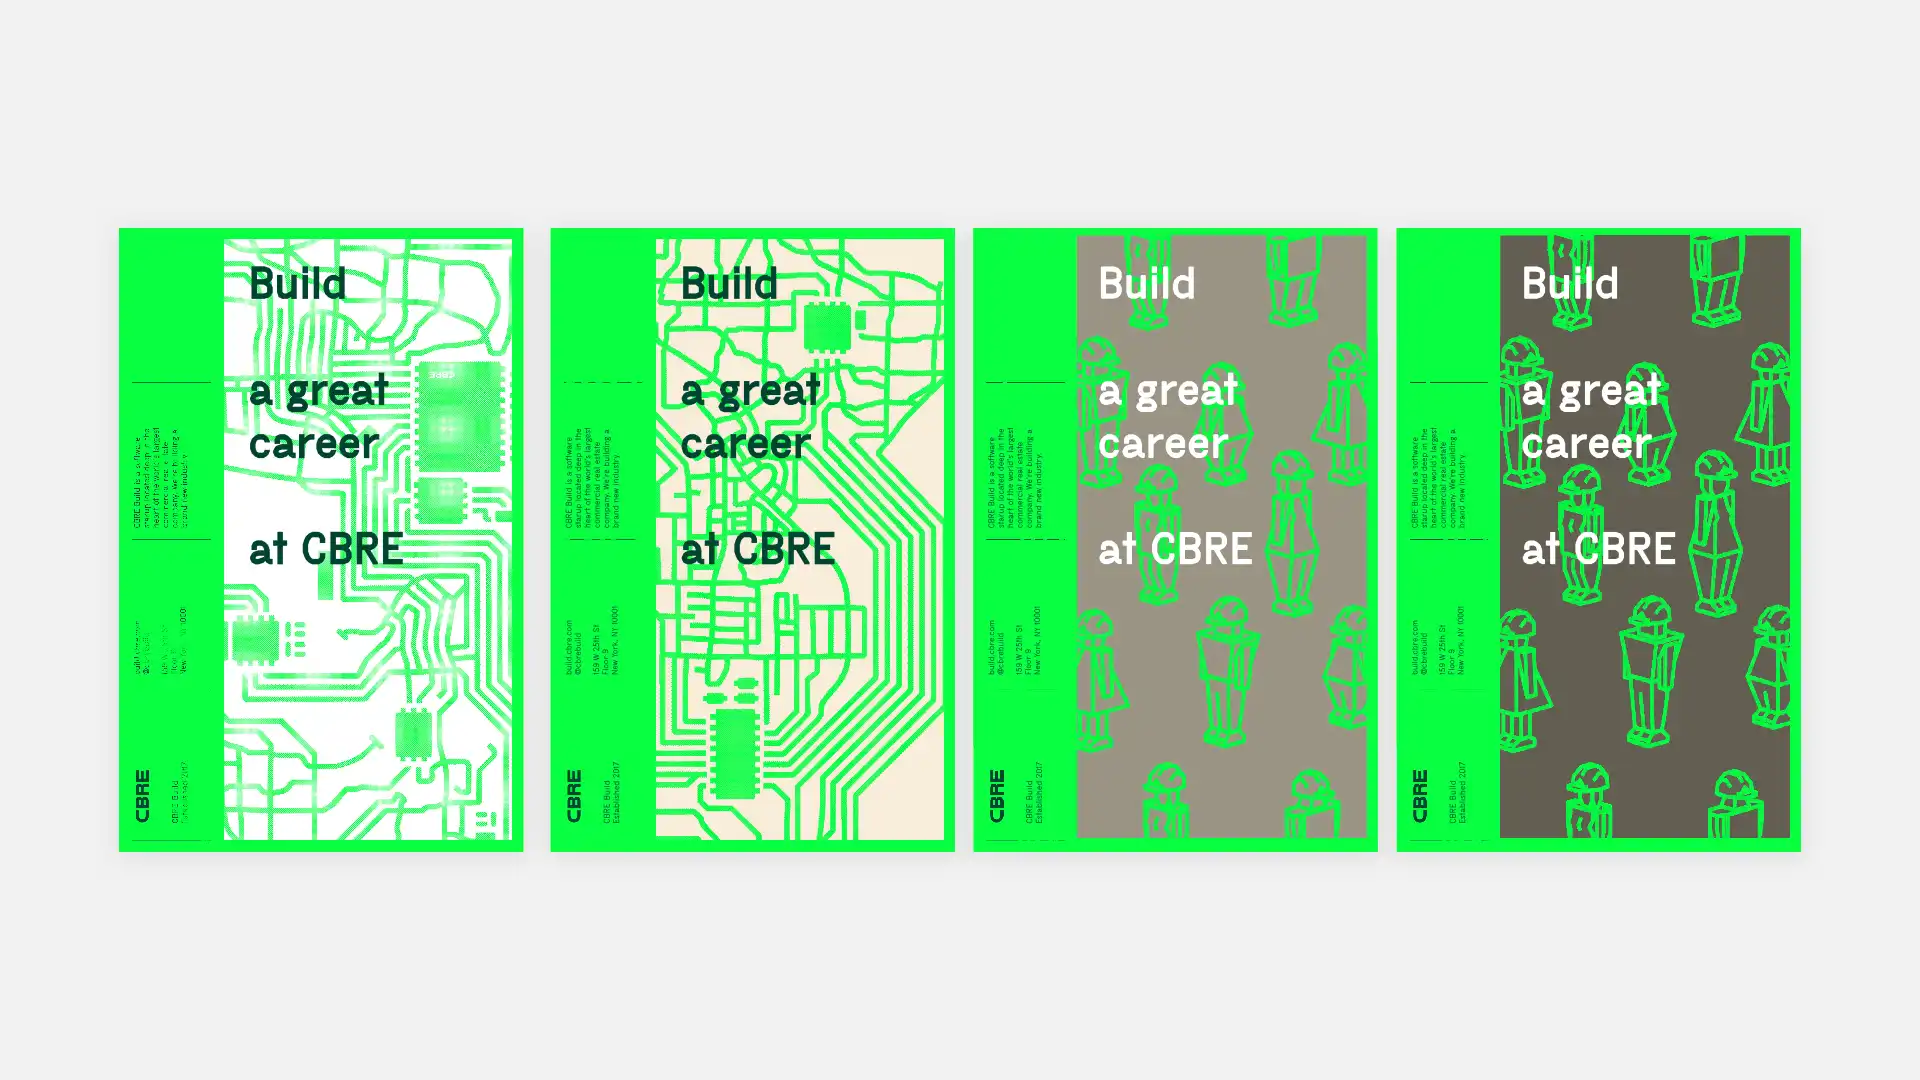 Build
a great
career
at CBRE
CBRE Build is a software
starup located deep in the
heart of the world's largest
commercial real estate
company. We're building a
brand new industry.
build.cbre.com
@cbrebuild
159 W 25th St
Floor 9
New York, NY 10001
CBRE
CBRE Build
Established 2017
CBRE
Build
a great
career
at CBRE
CBRE Build is a software
starup located deep in the
heart of the world's largest
commercial real estate
company. We're building a
brand new industry.
build.cbre.com
@cbrebuild
159 W 25th St
Floor 9
New York, NY 10001
CBRE
CBRE Build
Established 2017
Build
a great
career
at CBRE
CBRE Build is a software
starup located deep in the
heart of the world's largest
commercial real estate
company. We're building a
brand new industry.
build.cbre.com
@cbrebuild
159 W 25th St
Floor 9
New York, NY 10001
CBRE
CBRE Build
Established 2017
Build
a great
career
at CBRE
CBRE Build is a software
starup located deep in the
heart of the world's largest
commercial real estate
company. We're building a
brand new industry.
build.cbre.com
@cbrebuild
159 W 25th St
Floor 9
New York, NY 10001
CBRE
CBRE Build
Established 2017